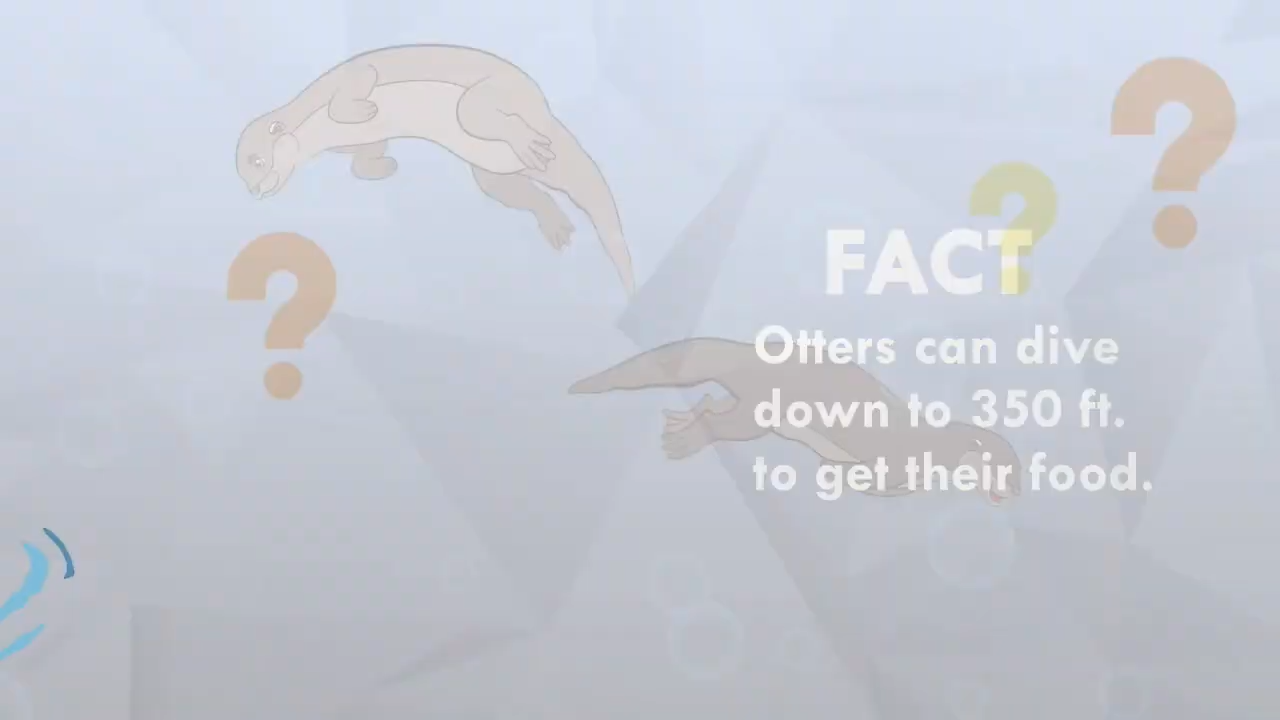 FACT
Otters can dive
down to 350 ft.
to get their food.
? ? ?